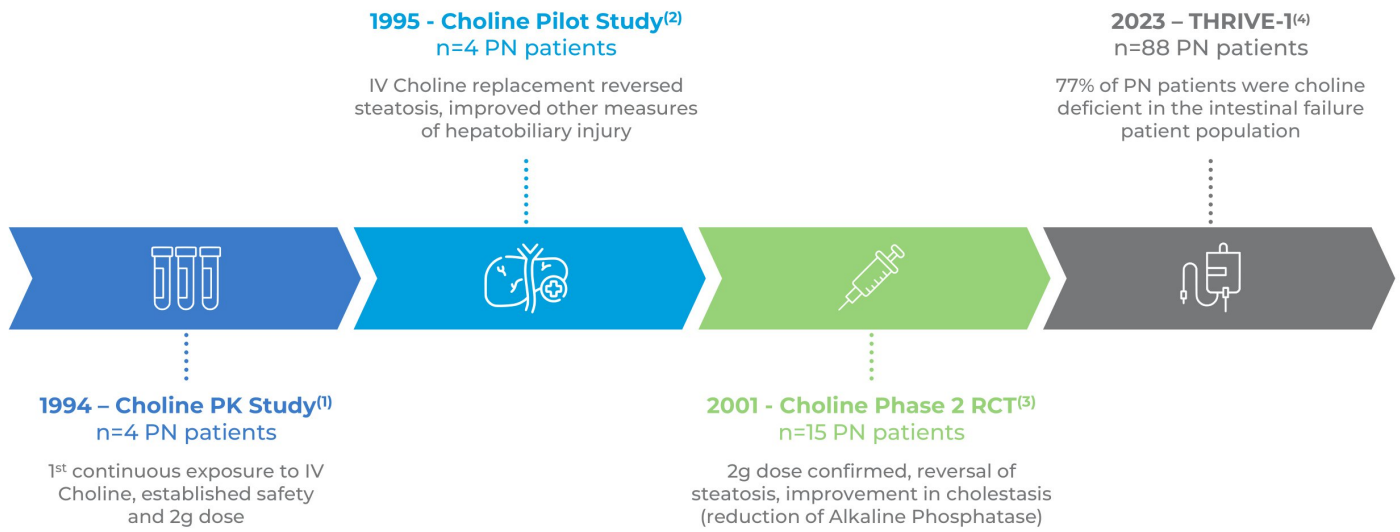 1995 - Choline Pilot Study(2)
n=4 PN patients
IV Choline replacement reversed
steatosis, improved other measures
of hepatobiliary injury
2023 – THRIVE-1(4)
n=88 PN patients
77% of PN patients were choline
deficient in the intestinal failure
patient population
1994 – Choline PK Study(1)
n=4 PN patients
1st continuous exposure to IV
Choline, established safety
and 2g dose
2001 - Choline Phase 2 RCT(3)
n=15 PN patients
2g dose confirmed, reversal of
steatosis, improvement in cholestasis
(reduction of Alkaline Phosphatase)